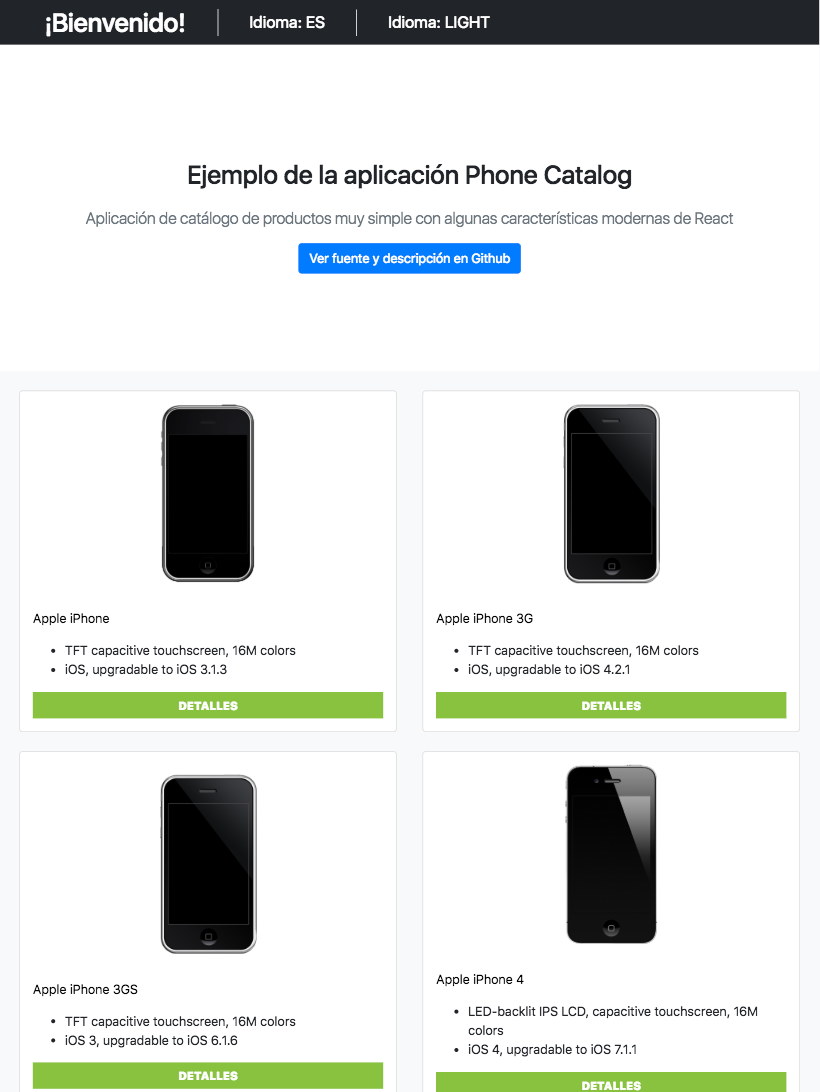 ¡Bienvenido!
Idioma: ES
Idioma: LIGHT
Ejemplo de la aplicación Phone Catalog
Aplicación de catálogo de productos muy simple con algunas características modernas de React
Ver fuente y descripción en Github
Apple iPhone
TFT capacitive touchscreen, 16M colors
iOS, upgradable to iOS 3.1.3
DETALLES
Apple iPhone 3G
TFT capacitive touchscreen, 16M colors
iOS, upgradable to iOS 4.2.1
DETALLES
Apple iPhone 3GS
TFT capacitive touchscreen, 16M colors
iOS 3, upgradable to iOS 6.1.6
DETALLES
Apple iPhone 4
LED-backlit IPS LCD, capacitive touchscreen, 16M
colors
iOS 4, upgradable to iOS 7.1.1
DETALLES